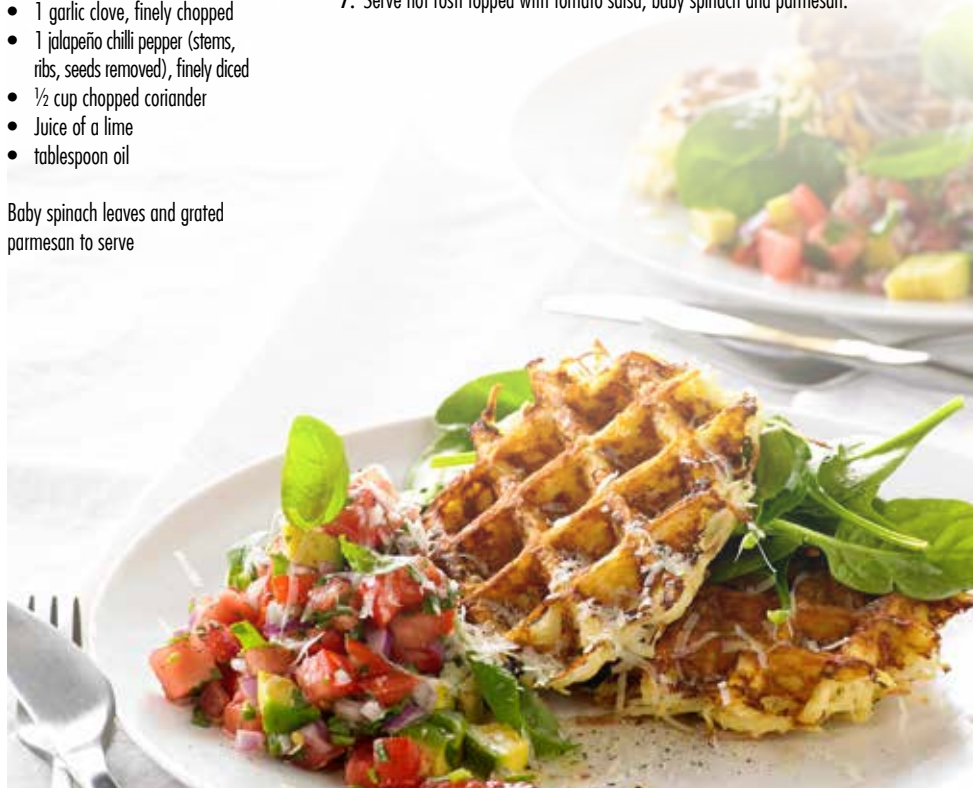 • 1 garlic clove, finely chopped
• 1 jalapeño chilli pepper (stems,
ribs, seeds removed), finely diced
• ½ cup chopped coriander
• Juice of a lime
• tablespoon oil
Baby spinach leaves and grated
parmesan to serve
7. Serve hot rosti topped with tomato salsa, baby spinach and parmesan.